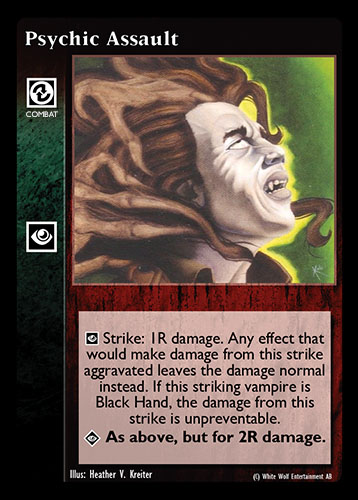 Psychic Assault
COMBAT
Strike: 1R damage. Any effect that
would make damage from this strike
aggravated leaves the damage normal
instead. If this striking vampire is
Black Hand, the damage from this
strike is unpreventable.
As above, but for 2R damage.
Illus: Heather V. Kreiter
(C) White Wolf Entertainment AB